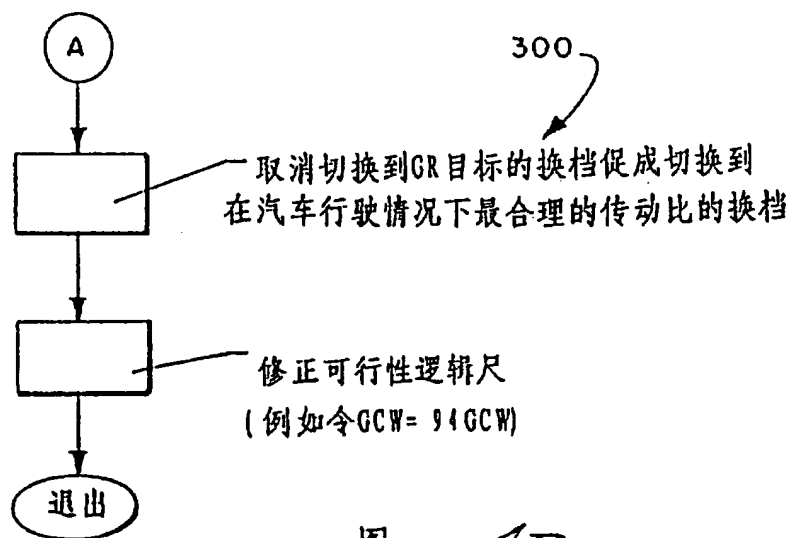 A
300
取消切换到GR目标的换档促成切换到
在汽车行驶情况下最合理的传动比的换档
修正可行性逻辑尺
(例如令GCW= 94GCW)
退出
图